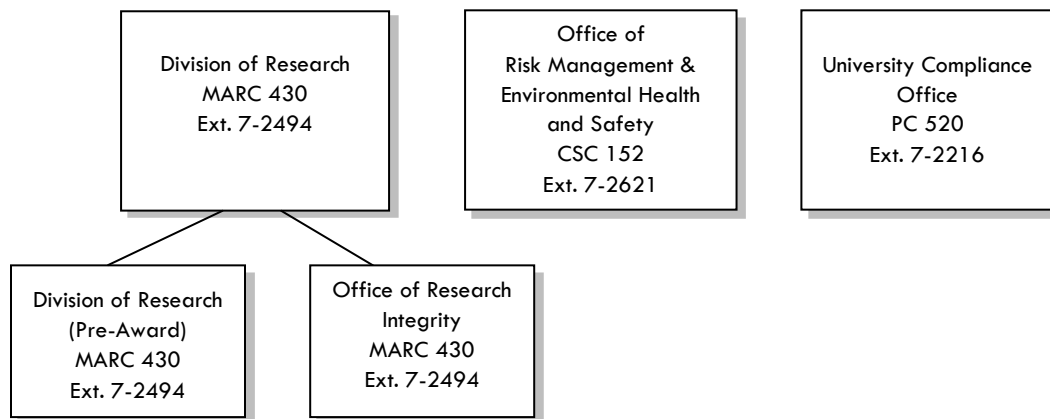 Division of Research
MARC 430
Ext. 7-2494
Office of
Risk Management &
Environmental Health
and Safety
CSC 152
Ext. 7-2621
University Compliance
Office
PC 520
Ext. 7-2216
Division of Research
(Pre-Award)
MARC 430
Ext. 7-2494
Office of Research
Integrity
MARC 430
Ext. 7-2494